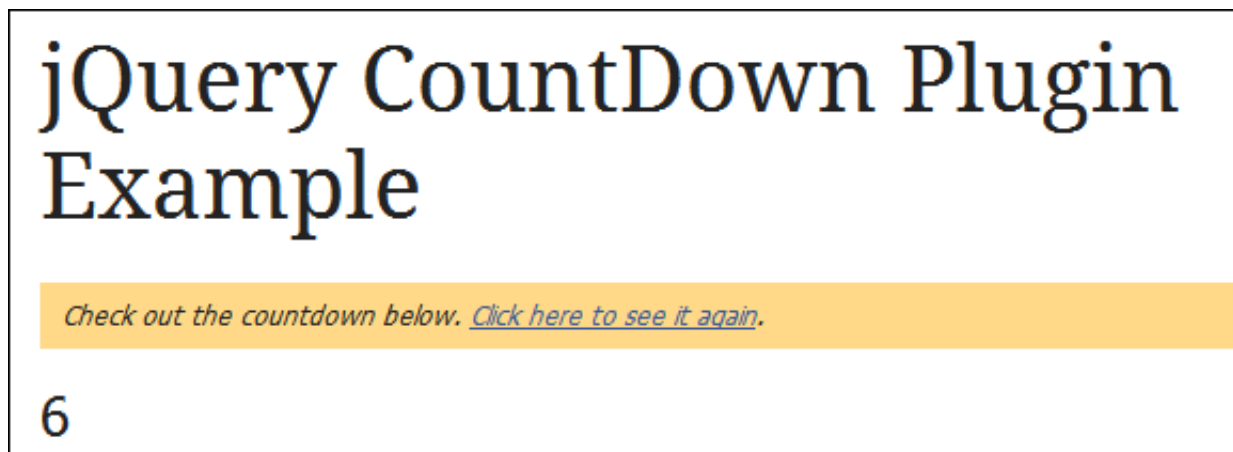 jQuery CountDown Plugin
Example
Check out the countdown below. Click here to see it again.
6